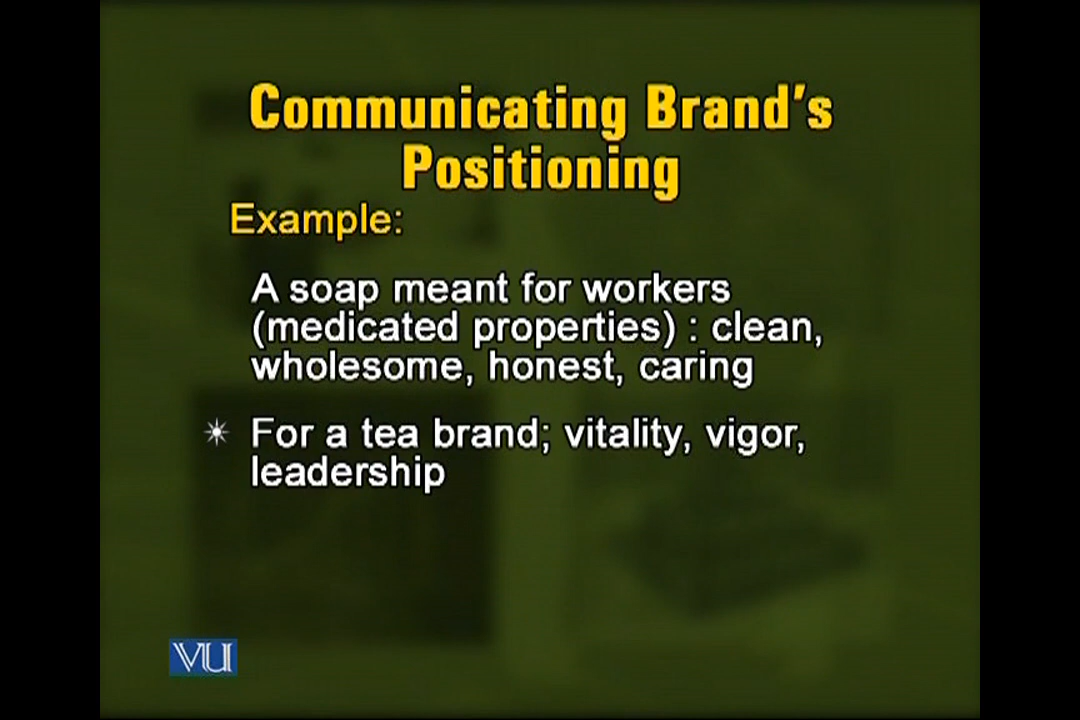 Communicating Brand's
Positioning
Example:
A soap meant for workers
(medicated properties) : clean,
wholesome, honest, caring
For a tea brand; vitality, vigor,
leadership
VU